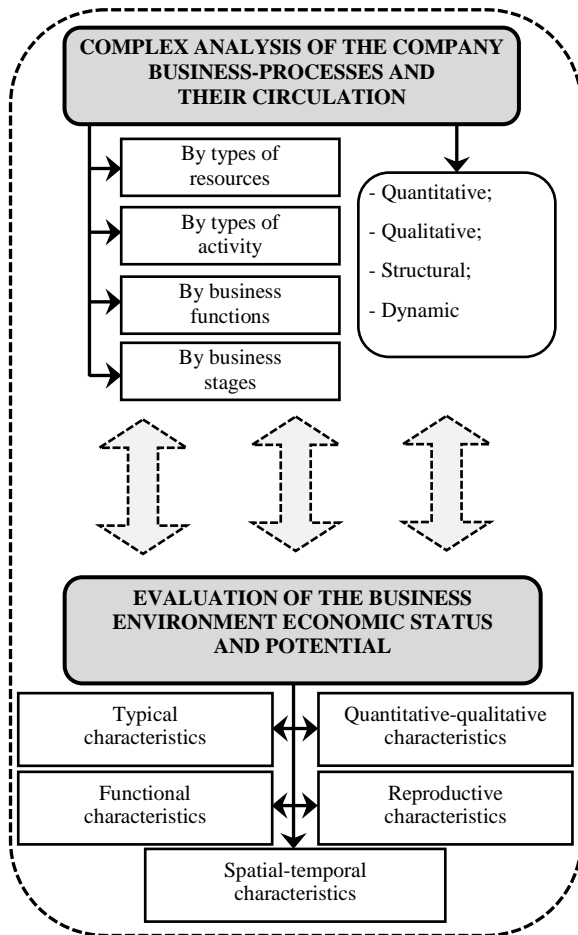 COMPLEX ANALYSIS OF THE COMPANY
BUSINESS-PROCESSES AND
THEIR CIRCULATION
By types of
resources
By types of
activity
By business
functions
By business
stages
- Quantitative;
- Qualitative;
- Structural;
- Dynamic
EVALUATION OF THE BUSINESS
ENVIRONMENT ECONOMIC STATUS
AND POTENTIAL
Typical
characteristics
Quantitative-qualitative
characteristics
Functional
characteristics
Reproductive
characteristics
Spatial-temporal
characteristics